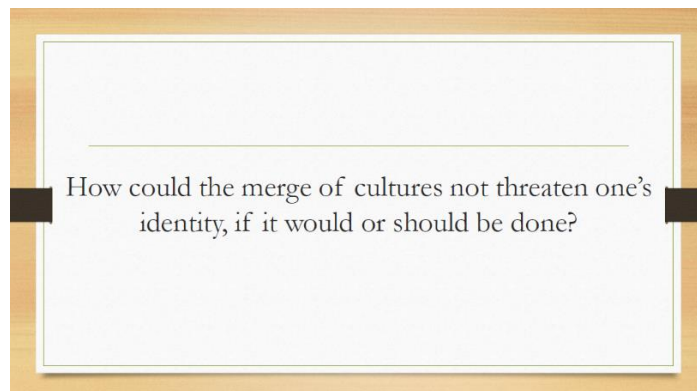 How could the merge of cultures not threaten one's
identity, if it would or should be done?